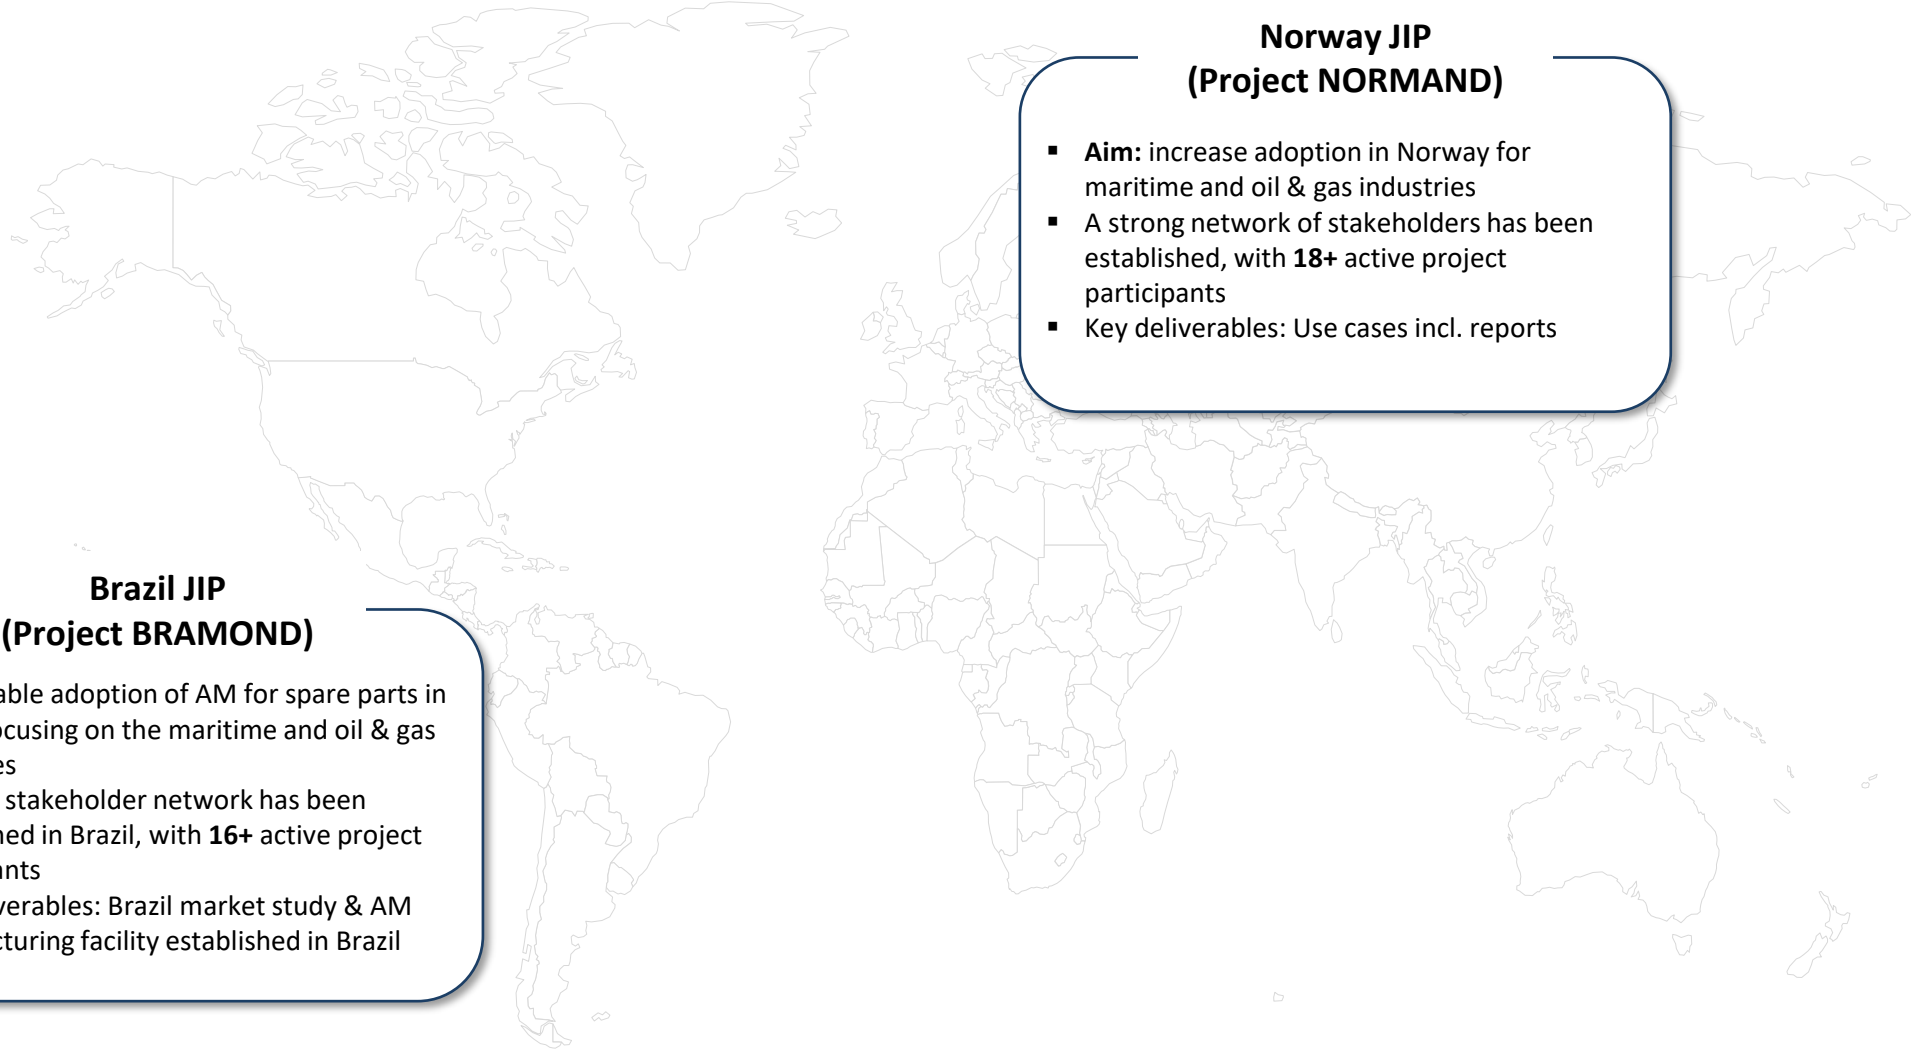 Norway JIP
(Project NORMAND)
▪ Aim: increase adoption in Norway for
maritime and oil & gas industries
▪ A strong network of stakeholders has been
established, with 18+ active project
participants
▪ Key deliverables: Use cases incl. reports
Brazil JIP
(Project BRAMOND)
able adoption of AM for spare parts in
ocusing on the maritime and oil & gas
es
stakeholder network has been
ned in Brazil, with 16+ active project
ants
verables: Brazil market study & AM
cturing facility established in Brazil